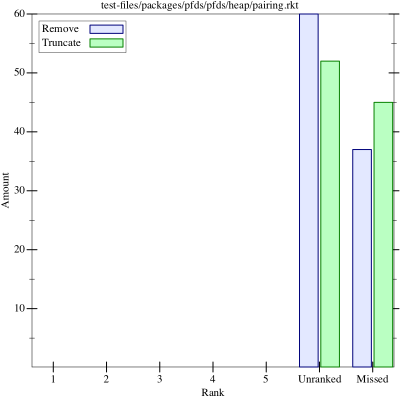 test-files/packages/pfds/pfds/heap/pairing.rkt
60
50
40
30
20
10
Amount
Remove
Truncate
1 2 3 4 5 Unranked Missed
Rank